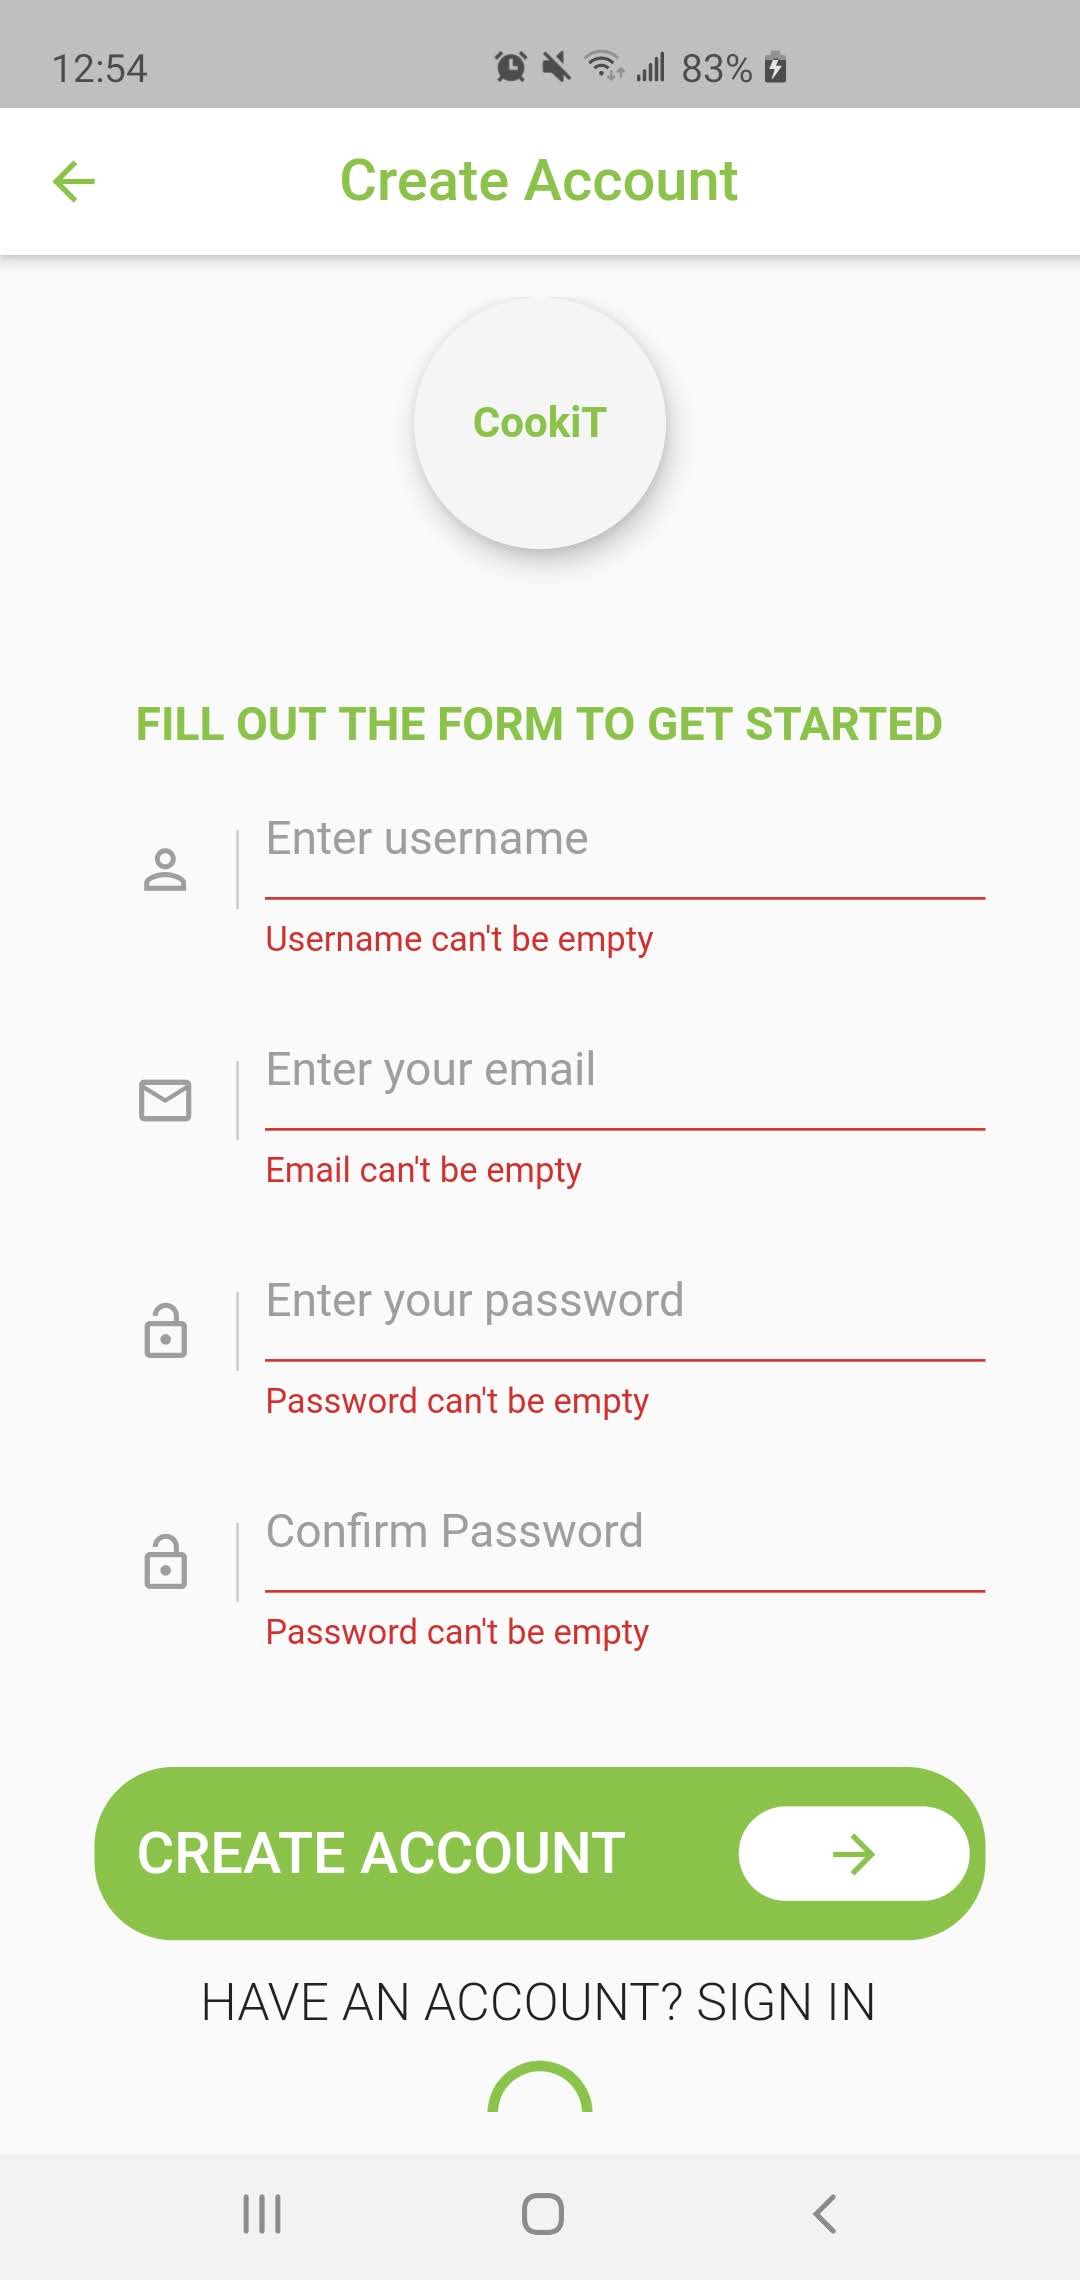 12:54
83%
Create Account
CookiT
FILL OUT THE FORM TO GET STARTED
Enter username
Username can't be empty
Enter your email
Email can't be empty
Enter your password
Password can't be empty
Confirm Password
Password can't be empty
CREATE ACCOUNT
HAVE AN ACCOUNT? SIGN IN